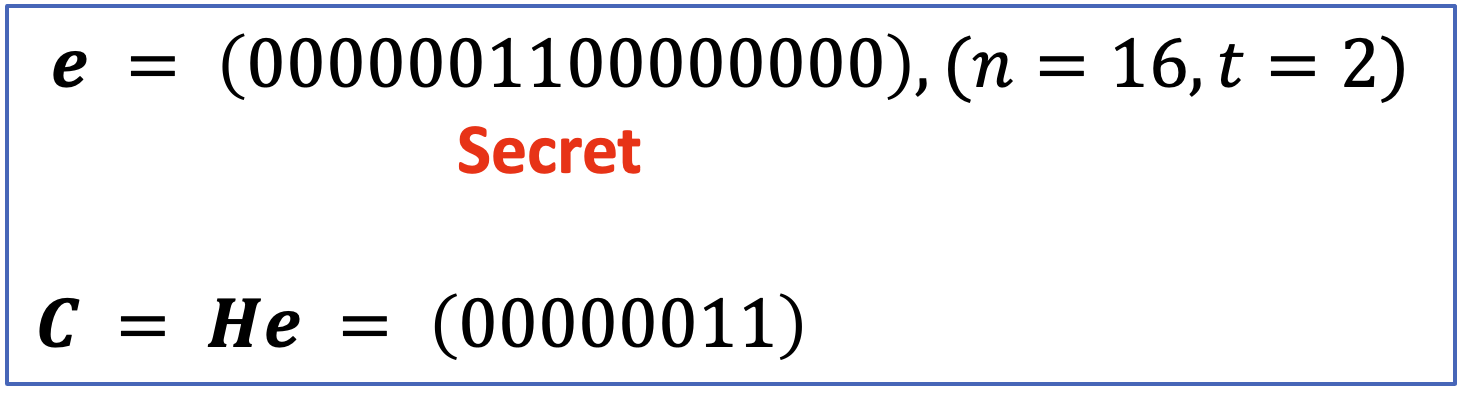 e = (0000001100000000), (n = 16, t = 2)
Secret
C = He = (00000011)